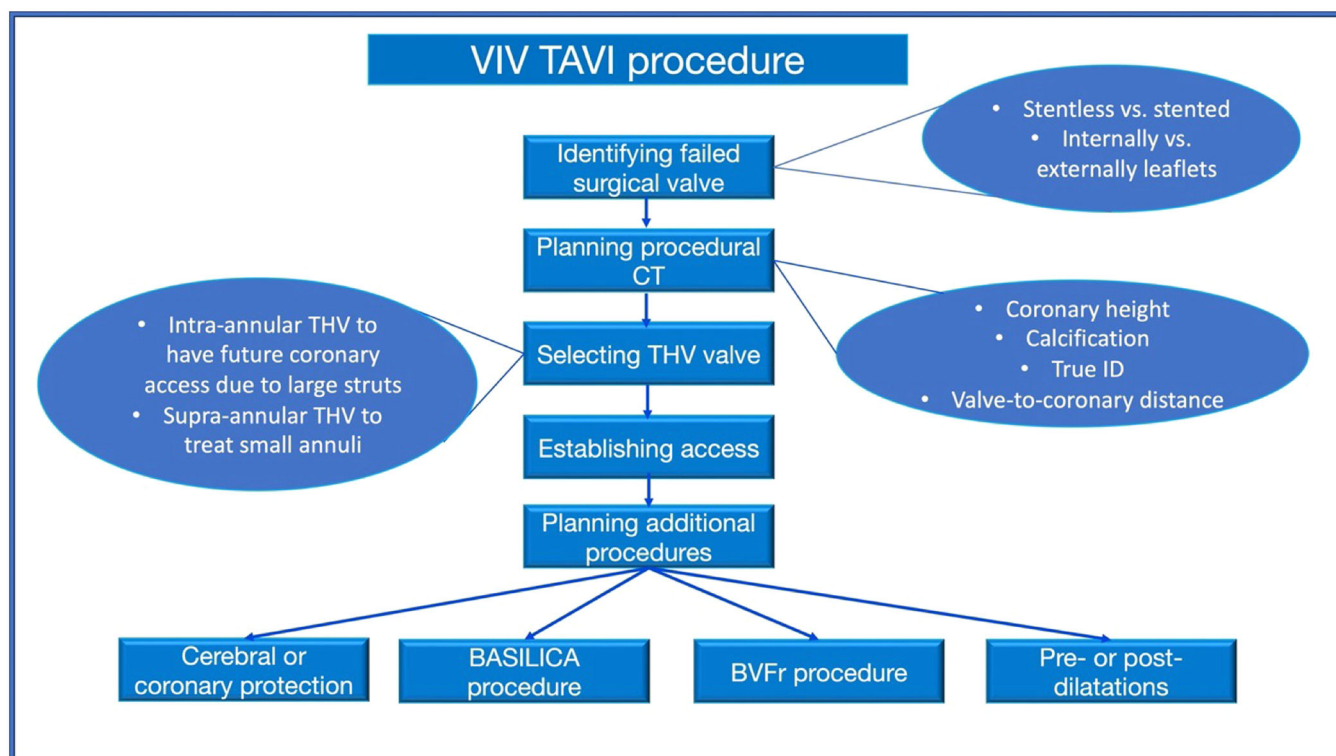 VIV TAVI procedure
• Stentless vs. stented
• Internally vs.
externally leaflets
Identifying failed
surgical valve
Planning procedural
CT
• Coronary height
• Calcification
• True ID
• Valve-to-coronary distance
• Intra-annular THV to
have future coronary
access due to large struts
• Supra-annular THV to
treat small annuli
Selecting THV valve
Establishing access
Planning additional
procedures
Cerebral or
coronary protection
BASILICA
procedure
BVFr procedure
Pre- or post-
dilatations